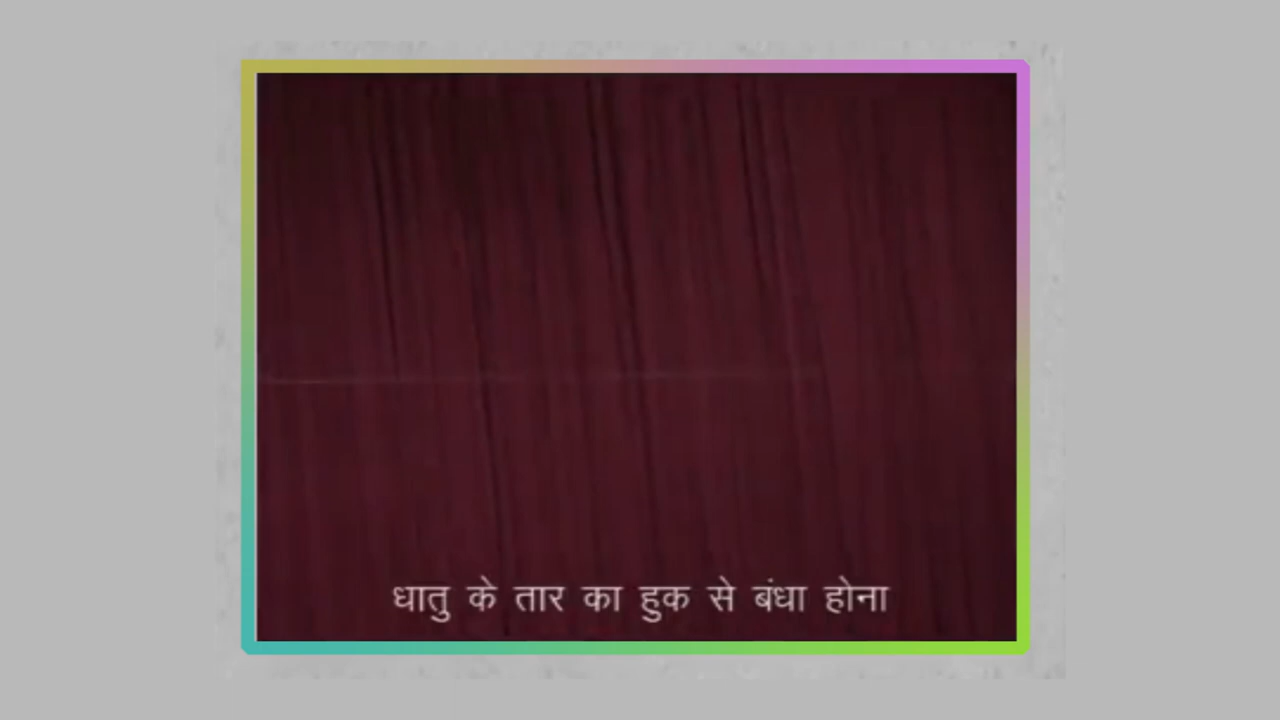 धातु के तार का हुक से बंधा होना